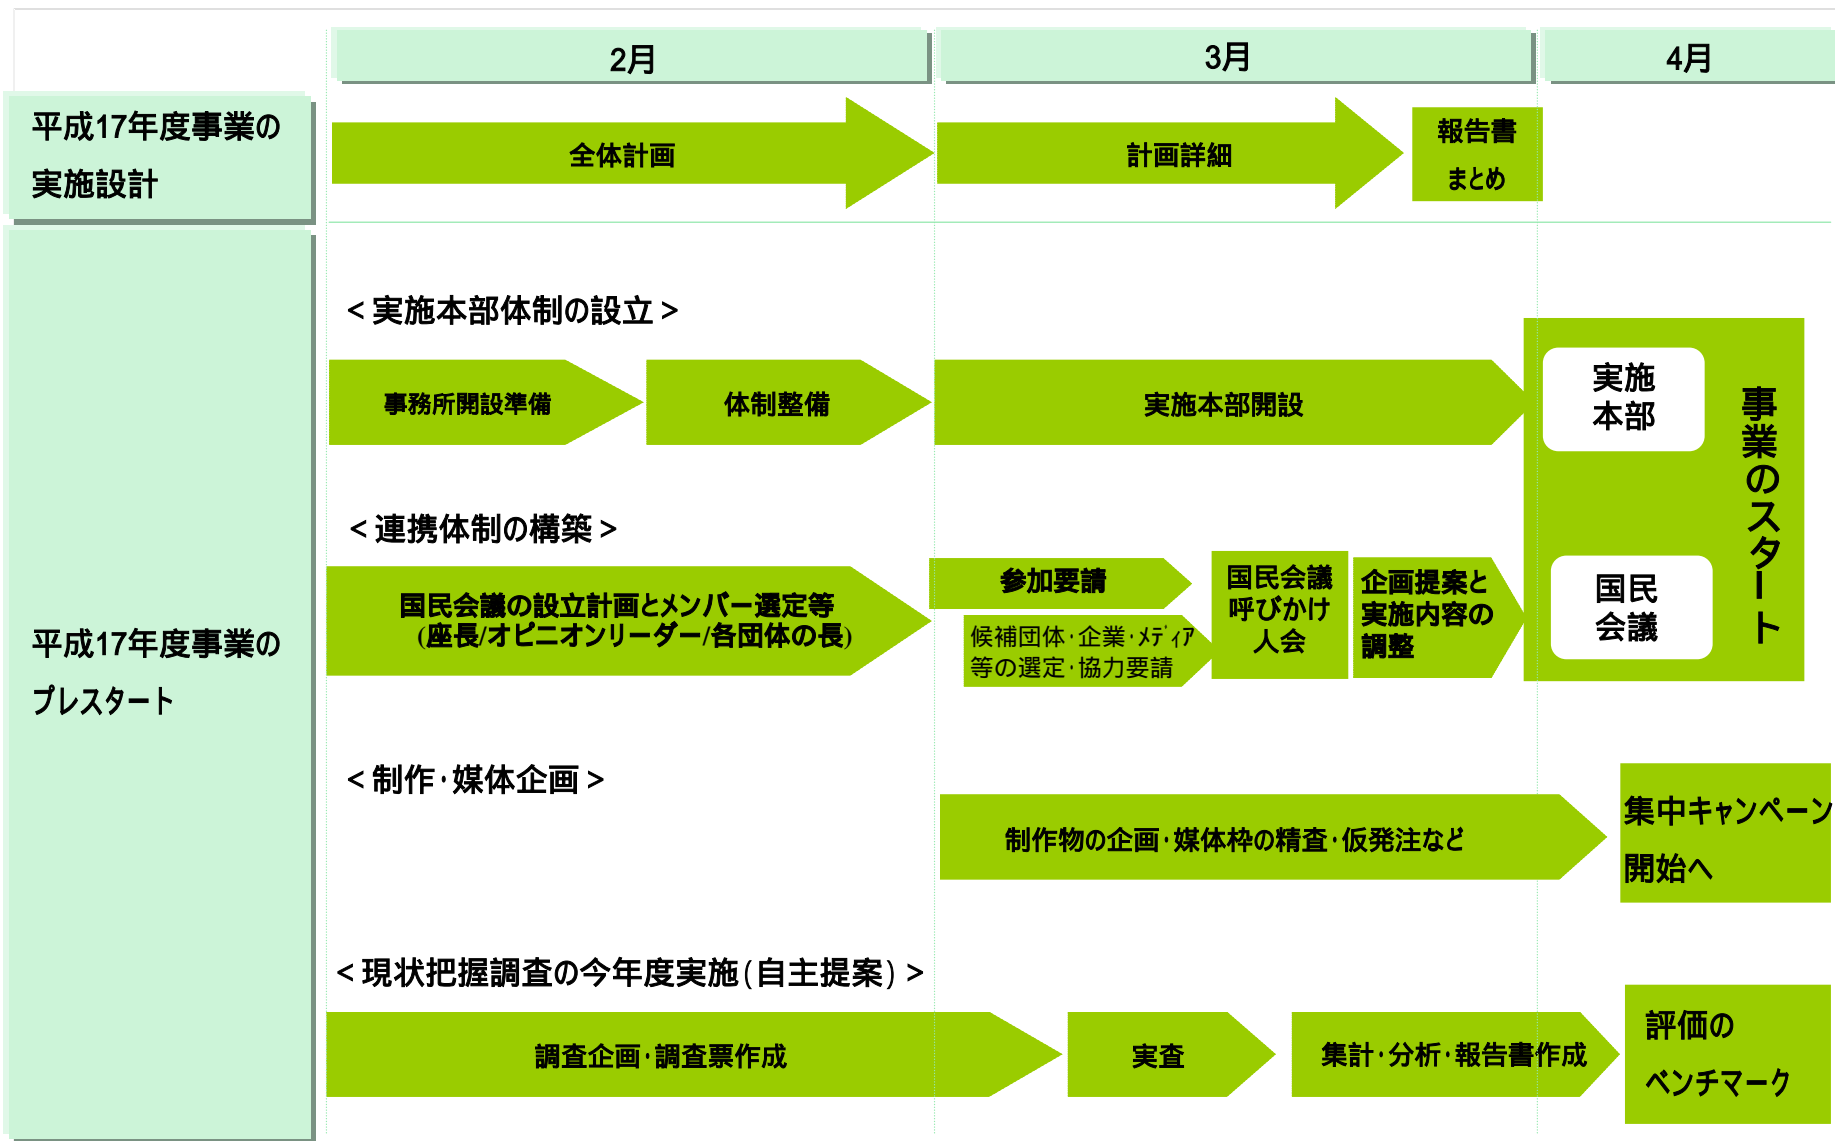 2月
3月
4月
平成17年度事業の
実施設計
全体計画
計画詳細
報告書
まとめ
平成17年度事業の
プレスタート
<実施本部体制の設立>
事務所開設準備
体制整備
実施本部開設
実施
本部
事業のスタート
<連携体制の構築>
国民会議の設立計画とメンバー選定等
(座長/オピニオンリーダー/各団体の長)
参加要請
候補団体・企業・メディア
等の選定・協力要請
国民会議
呼びかけ
人会
企画提案と
実施内容の
調整
国民
会議
<制作・媒体企画>
制作物の企画・媒体枠の精査・仮発注など
集中キャンペーン
開始へ
<現状把握調査の今年度実施(自主提案)>
調査企画・調査票作成
実査
集計・分析・報告書作成
評価の
ベンチマーク